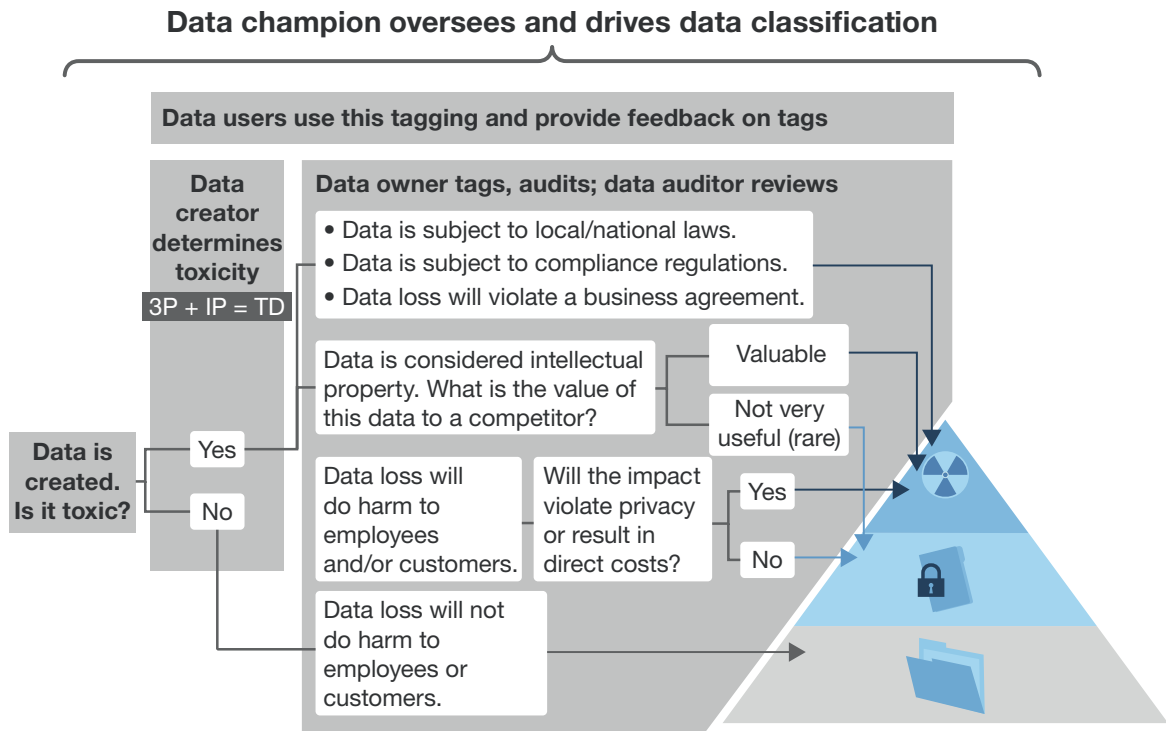 Data champion oversees and drives data classification
Data users use this tagging and provide feedback on tags
Data
creator
determines
toxicity
3P + IP = TD
Data owner tags, audits; data auditor reviews
• Data is subject to local/national laws.
• Data is subject to compliance regulations.
• Data loss will violate a business agreement.
Data is considered intellectual
property. What is the value of
this data to a competitor?
Valuable
Not very
useful (rare)
Data is
created.
Is it toxic?
Yes
No
Data loss will
do harm to
employees
and/or customers.
Will the impact
violate privacy
or result in
direct costs?
Yes
No
Data loss will not
do harm to
employees or
customers.